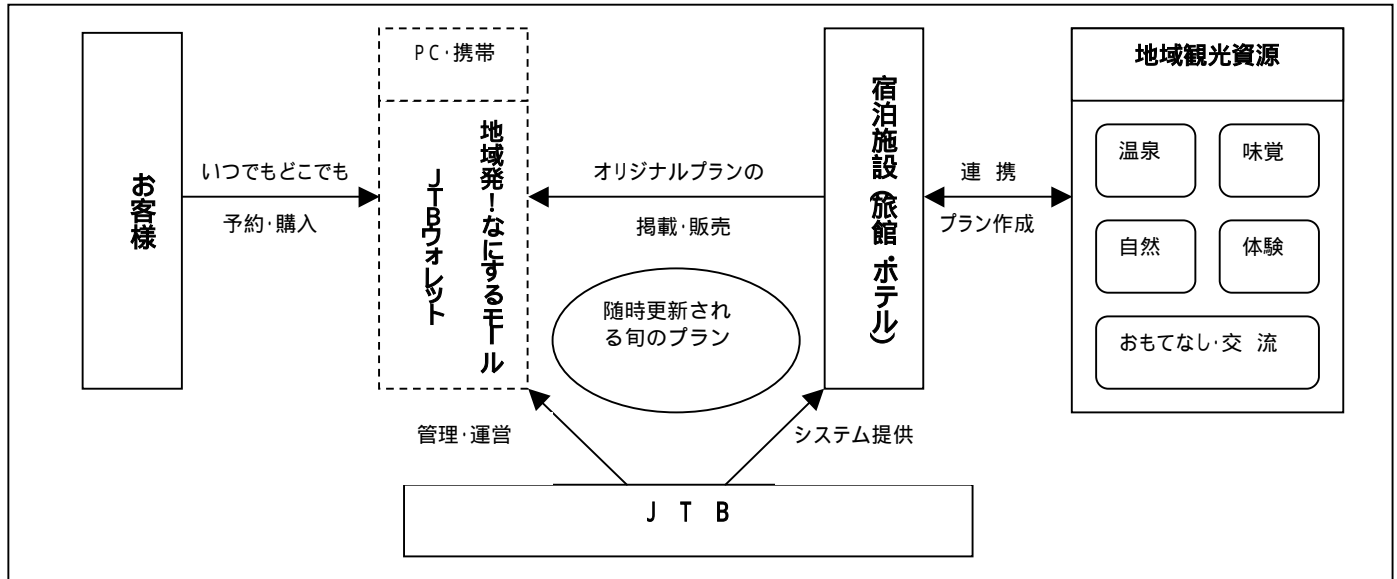 お客様
いつでもどこでも
予約・購入
PC・携帯
地域発！なにするモール
JTBウォレット
オリジナルプランの
掲載・販売
随時更新され
る旬のプラン
宿泊施設（旅館・ホテル）
連 携
プラン作成
地域観光資源
温泉
味覚
自然
体験
おもてなし・交 流
管理・運営
システム提供
J T B